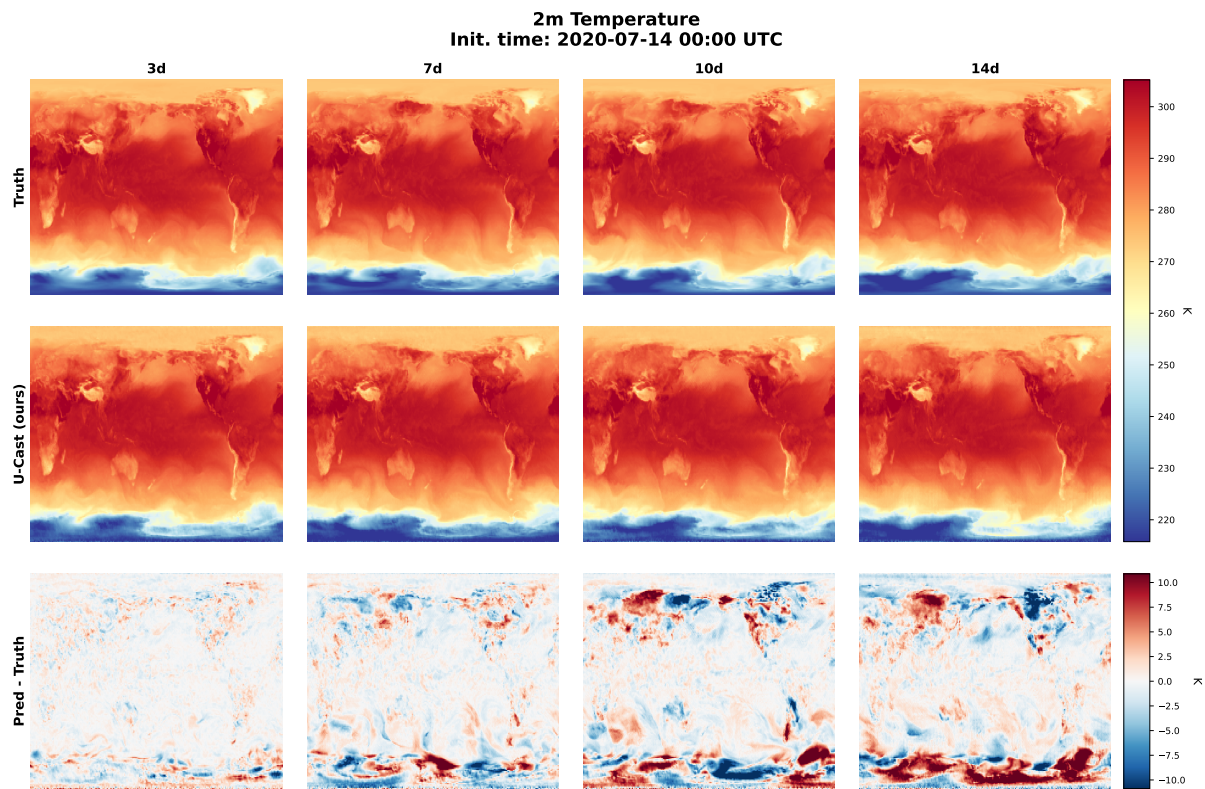 2m Temperature
Init. time: 2020-07-14 00:00 UTC
3d
7d
10d
14d
Truth
300
290
280
270
260
250
240
230
220
K
U-Cast (ours)
Pred - Truth
10.0
7.5
5.0
2.5
0.0
−2.5
−5.0
−7.5
−10.0
K